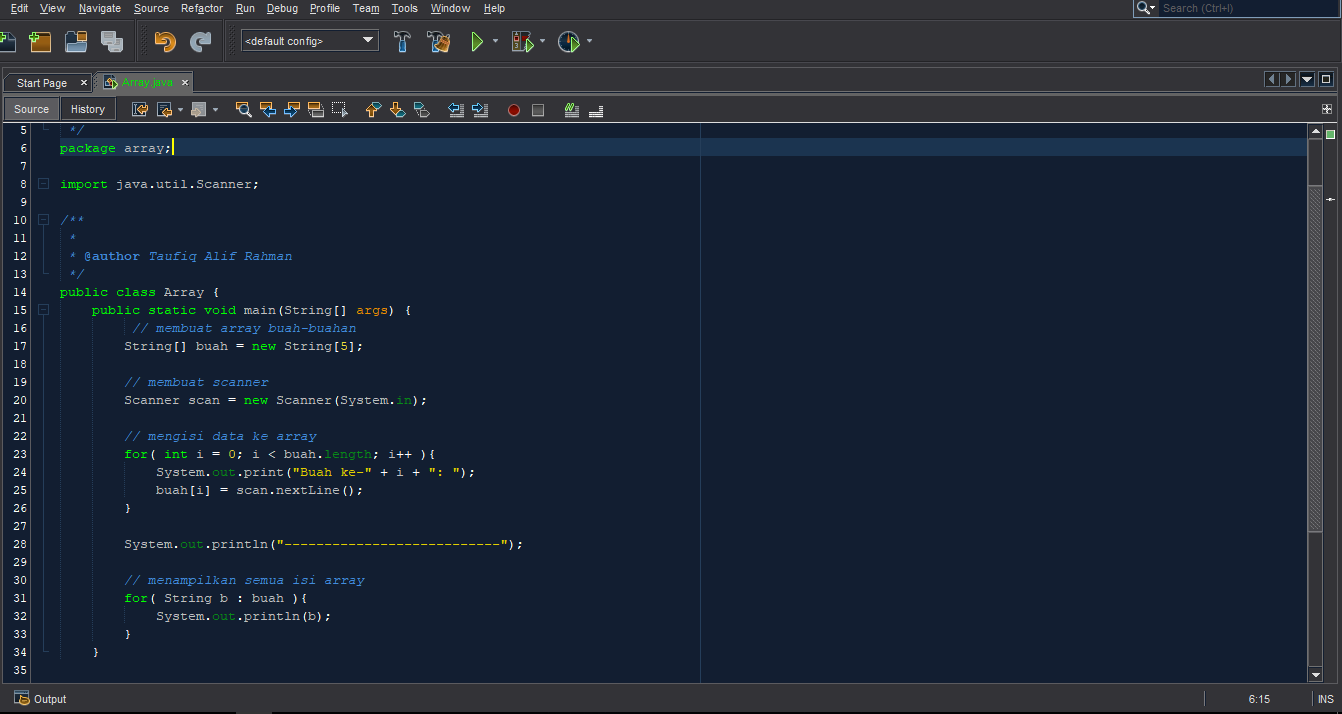 Edit View Navigate Source Refactor Run Debug Profile Team Tools Window Help Search (Ctrl+I)
<default config>
Start Page Array.java
Source History
5 */
6 package array;
7
8 import java.util.Scanner;
9
10 /**
11 *
12 * @author Taufiq Alif Rahman
13 */
14 public class Array {
15 public static void main(String[] args) {
16 // membuat array buah-buahan
17 String[] buah = new String[5];
18
19 // membuat scanner
20 Scanner scan = new Scanner(System.in);
21
22 // mengisi data ke array
23 for( int i = 0; i < buah.length; i++ ){
24 System.out.print("Buah ke-" + i + ": ");
25 buah[i] = scan.nextLine();
26 }
27
28 System.out.println("---------------------------");
29
30 // menampilkan semua isi array
31 for( String b : buah ){
32 System.out.println(b);
33 }
34 }
35
Output 6:15 INS